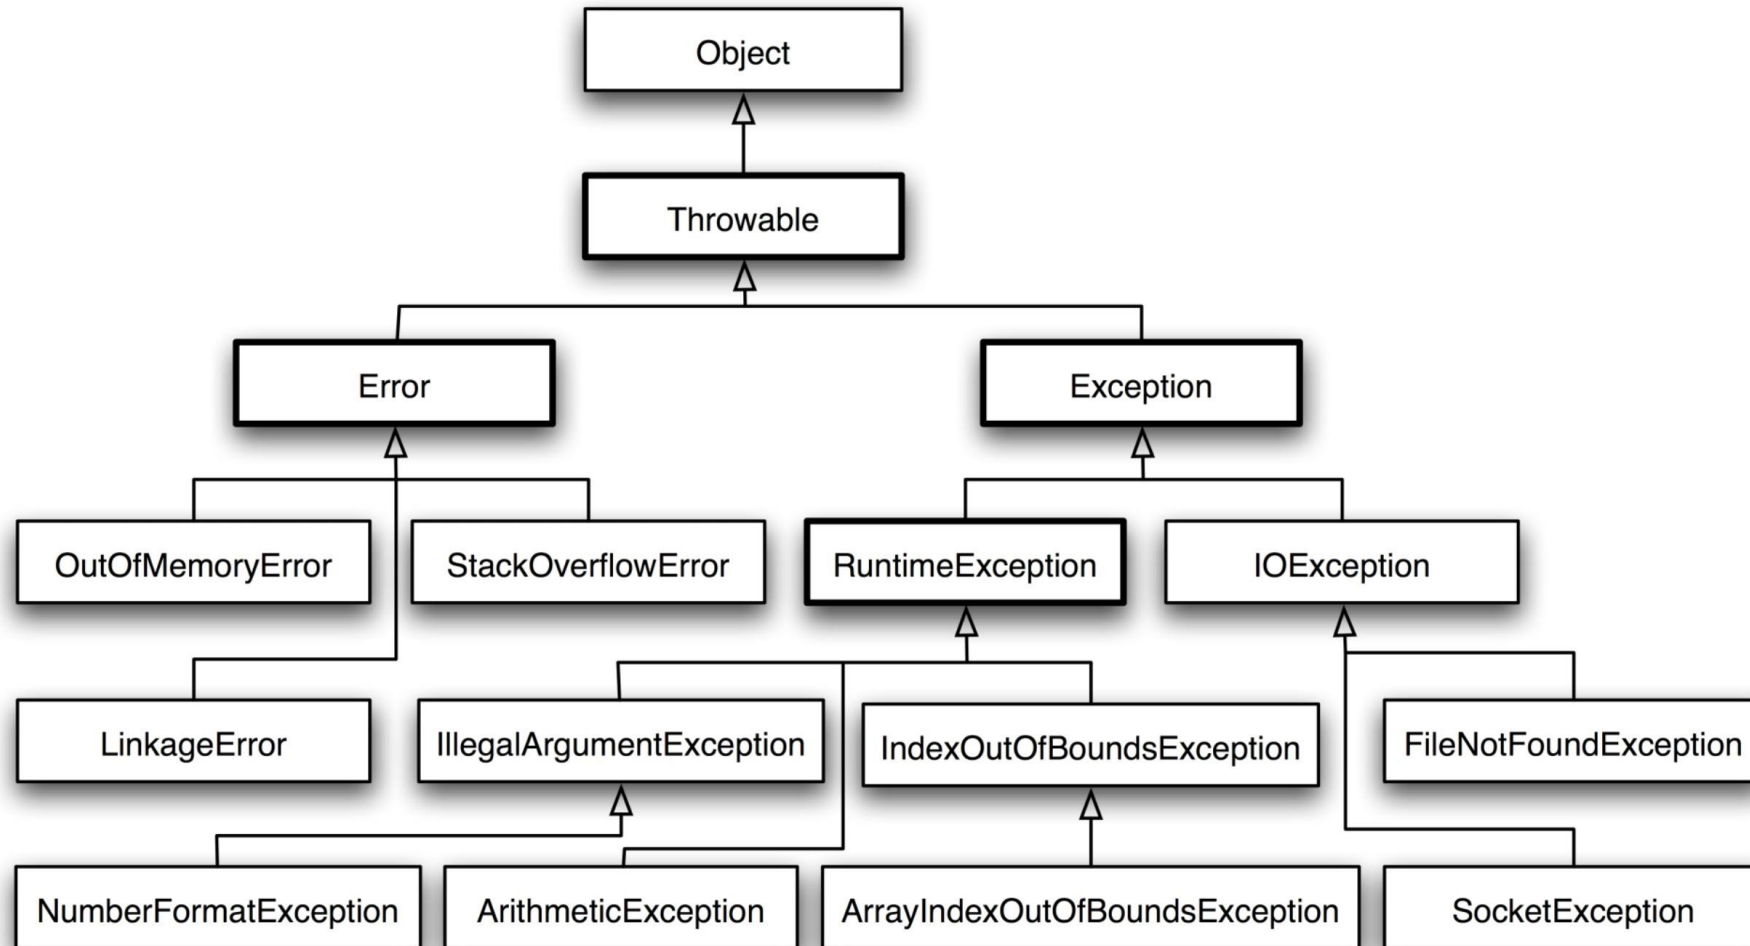 Object
Throwable
Error
Exception
OutOfMemoryError
StackOverflowError
RuntimeException
IOException
LinkageError
IllegalArgumentException
IndexOutOfBoundsException
FileNotFoundException
NumberFormatException
ArithmeticException
ArrayIndexOutOfBoundsException
SocketException